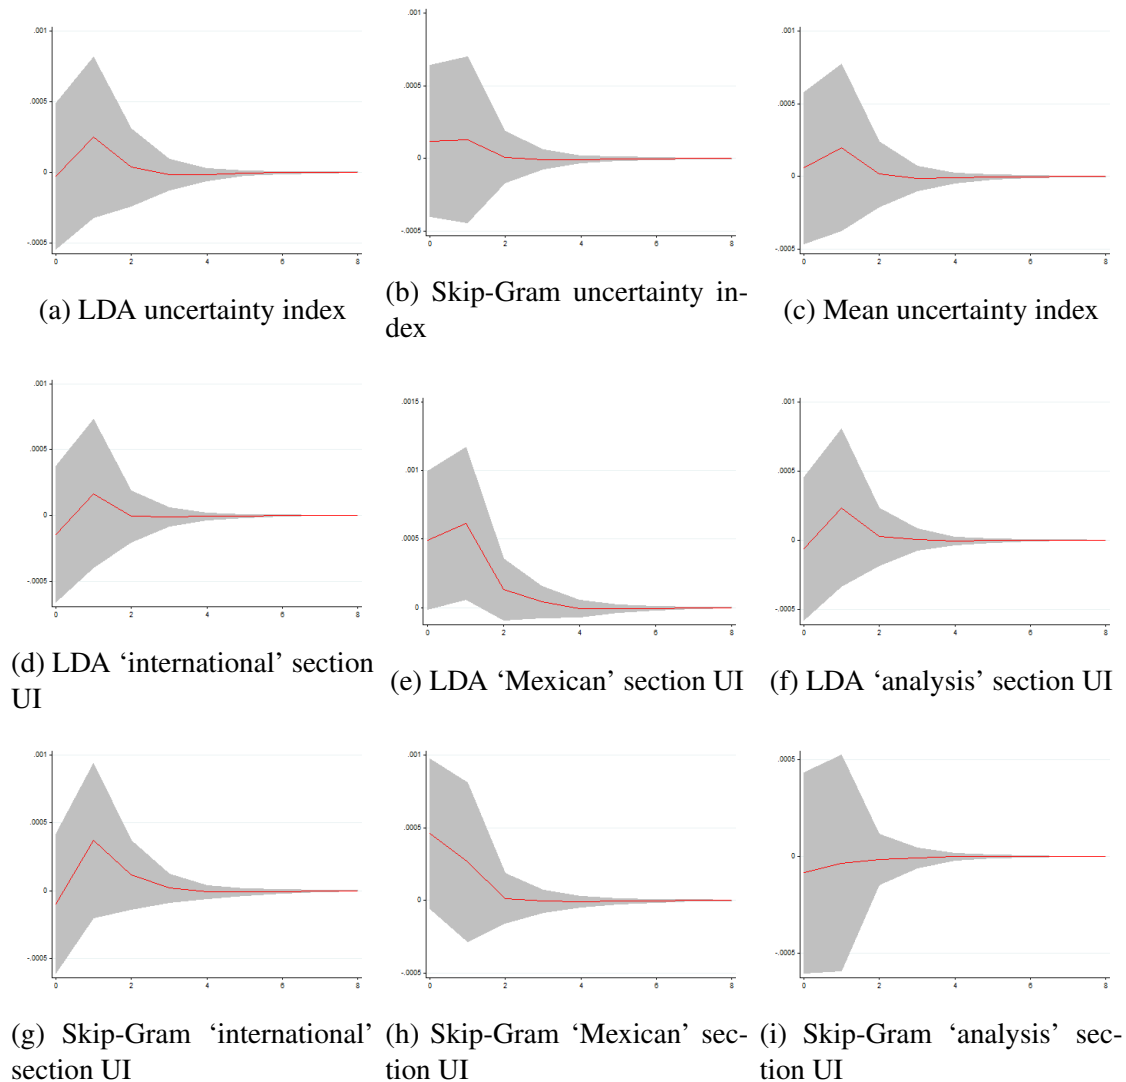 .001
.0005
0
-.0005
0 2 4 6 8
(a) LDA uncertainty index
.001
.0005
0
-.0005
0 2 4 6 8
(b) Skip-Gram uncertainty in-
dex
.001
.0005
0
-.0005
0 2 4 6 8
(c) Mean uncertainty index
.001
.0005
0
-.0005
0 2 4 6 8
(d) LDA ‘international’ section
UI
.0015
.001
.0005
0
0 2 4 6 8
(e) LDA ‘Mexican’ section UI
.001
.0005
0
-.0005
0 2 4 6 8
(f) LDA ‘analysis’ section UI
.001
.0005
0
-.0005
0 2 4 6 8
(g) Skip-Gram ‘international’
section UI
.001
.0005
0
-.0005
0 2 4 6 8
(h) Skip-Gram ‘Mexican’ sec-
tion UI
.0005
0
-.0005
0 2 4 6 8
(i) Skip-Gram ‘analysis’ sec-
tion UI